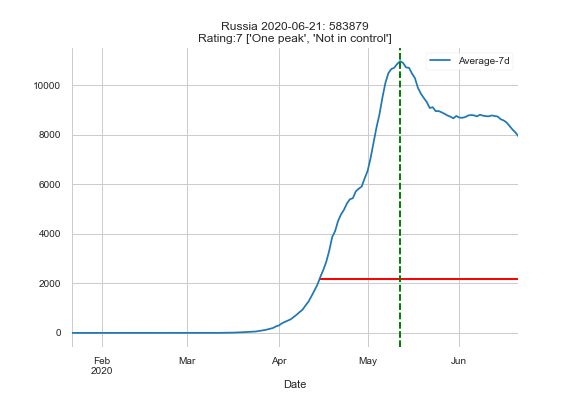 Russia 2020-06-21: 583879
Rating:7 ['One peak', 'Not in control']
Average-7d
10000
8000
6000
4000
2000
0
Feb Mar Apr May Jun
2020
Date